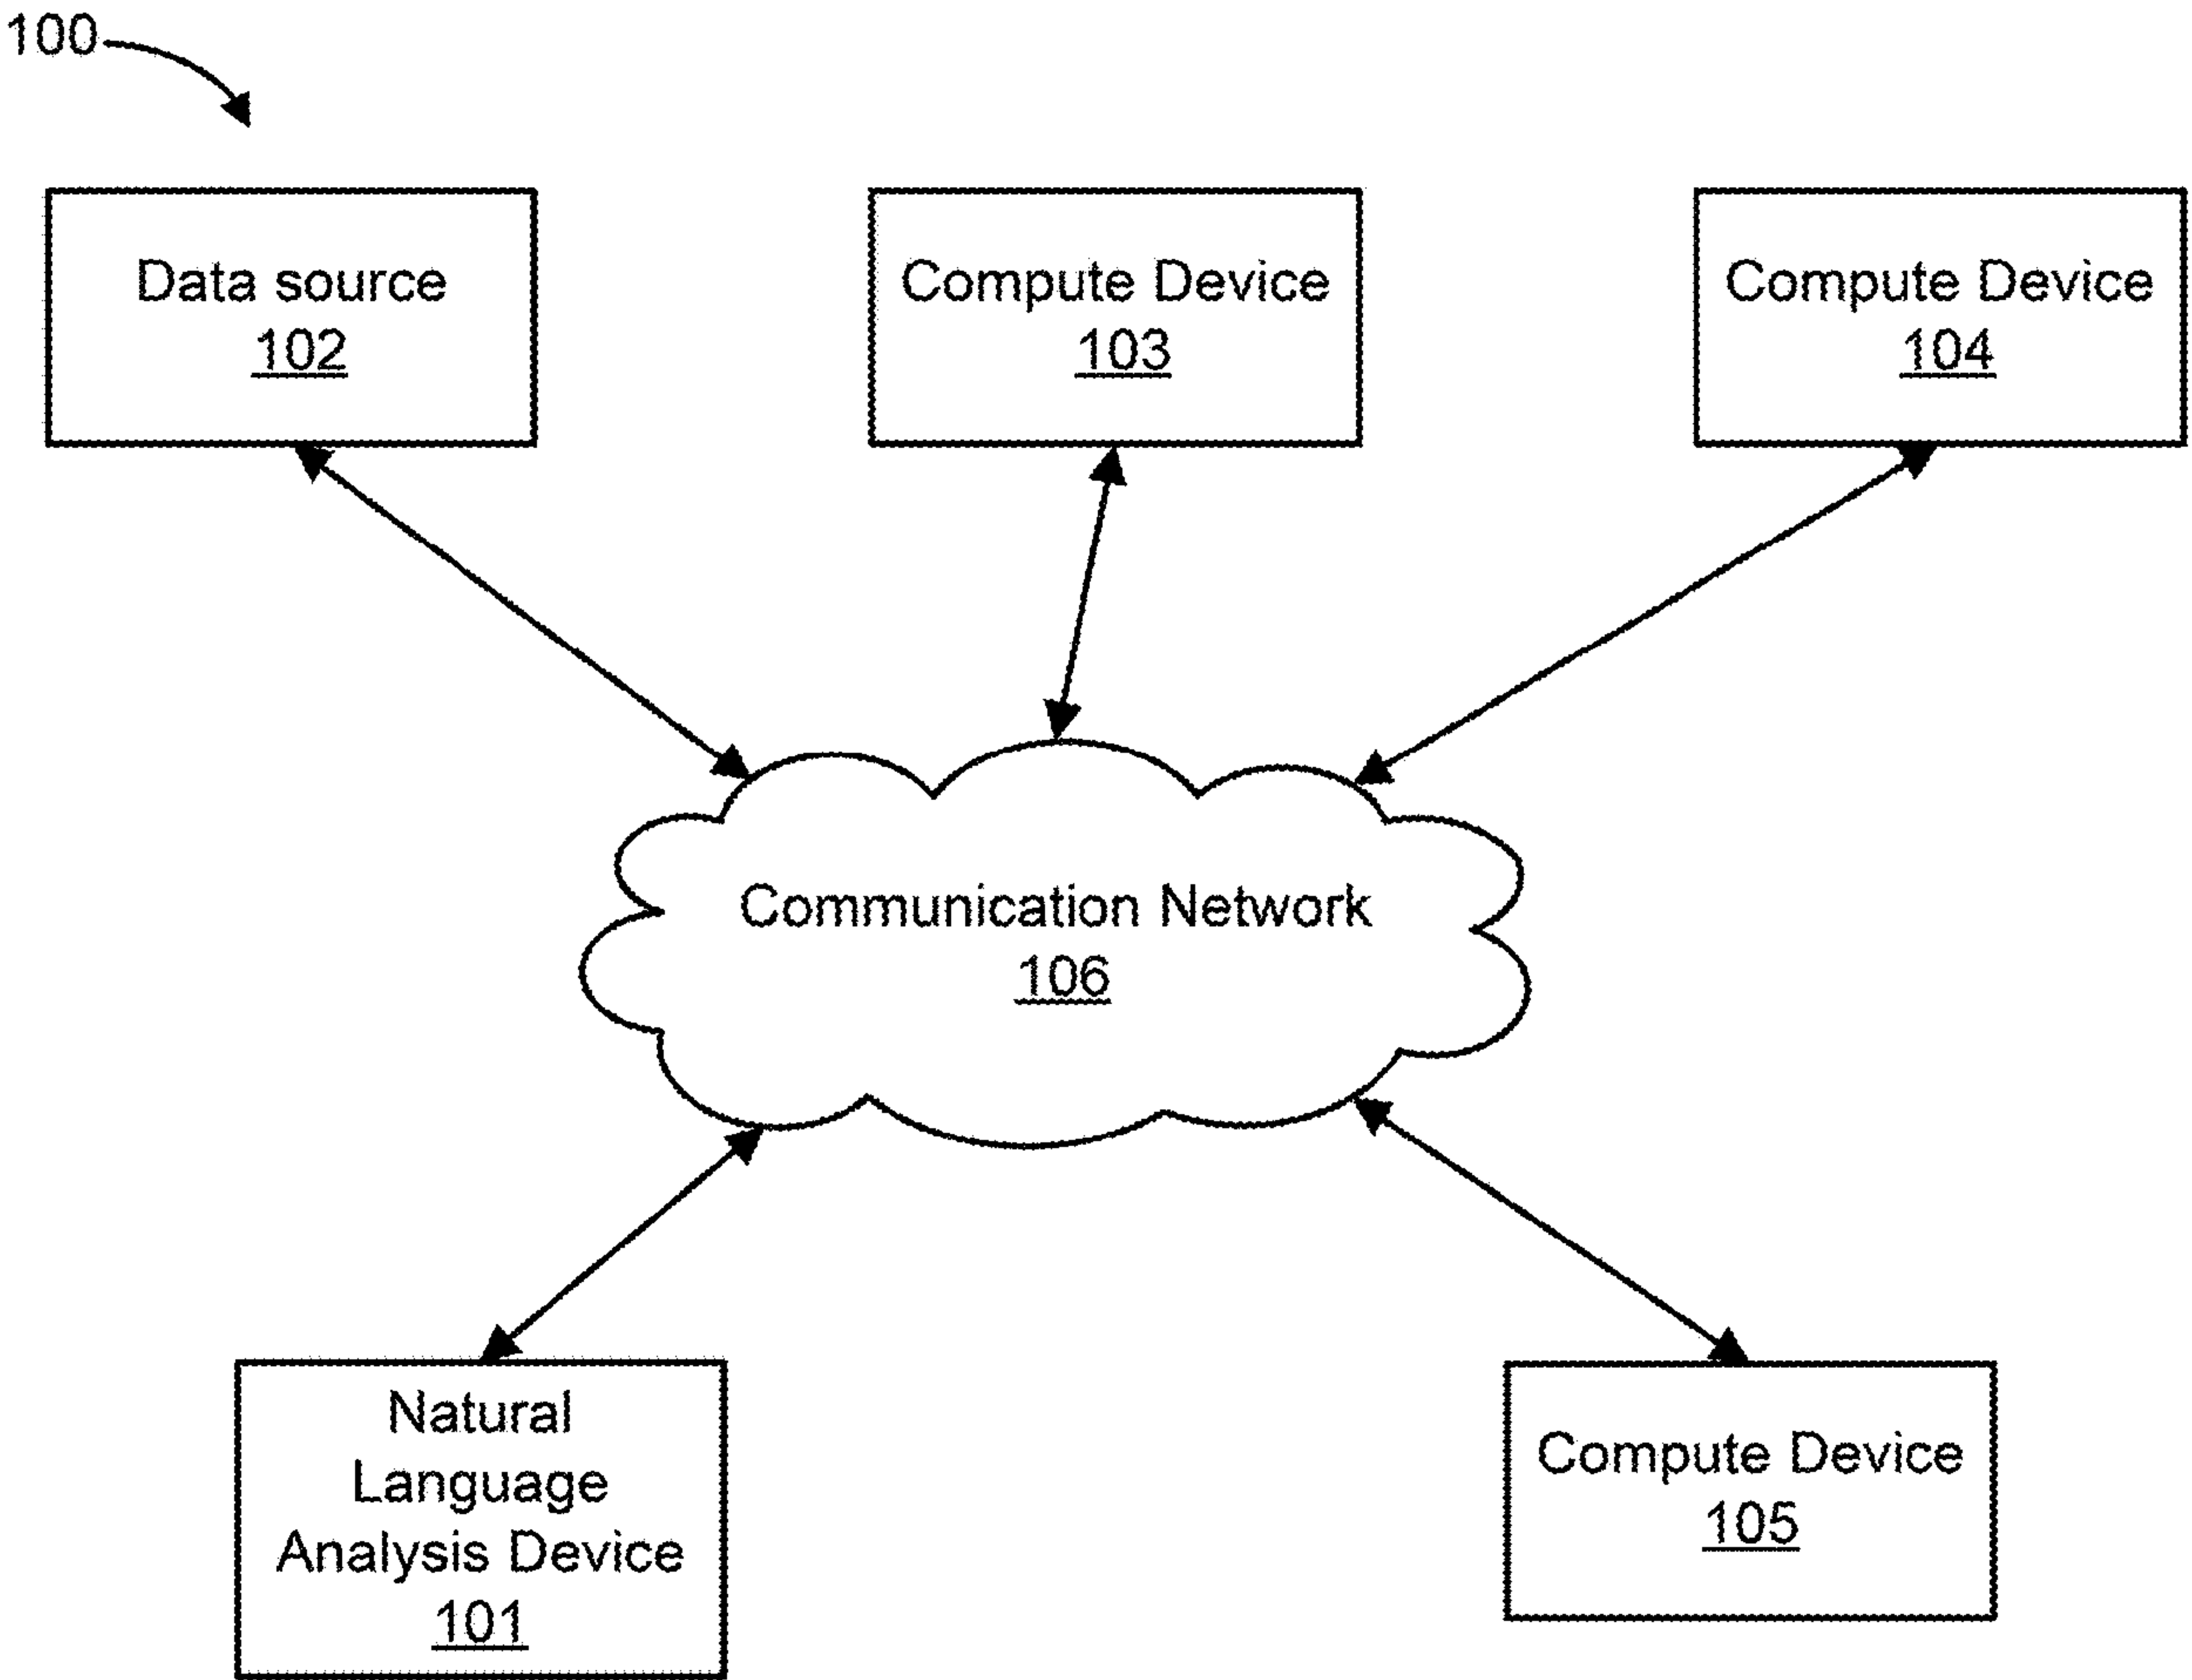 100
Data source
102
Compute Device
103
Compute Device
104
Communication Network
106
Natural
Language
Analysis Device
101
Compute Device
105